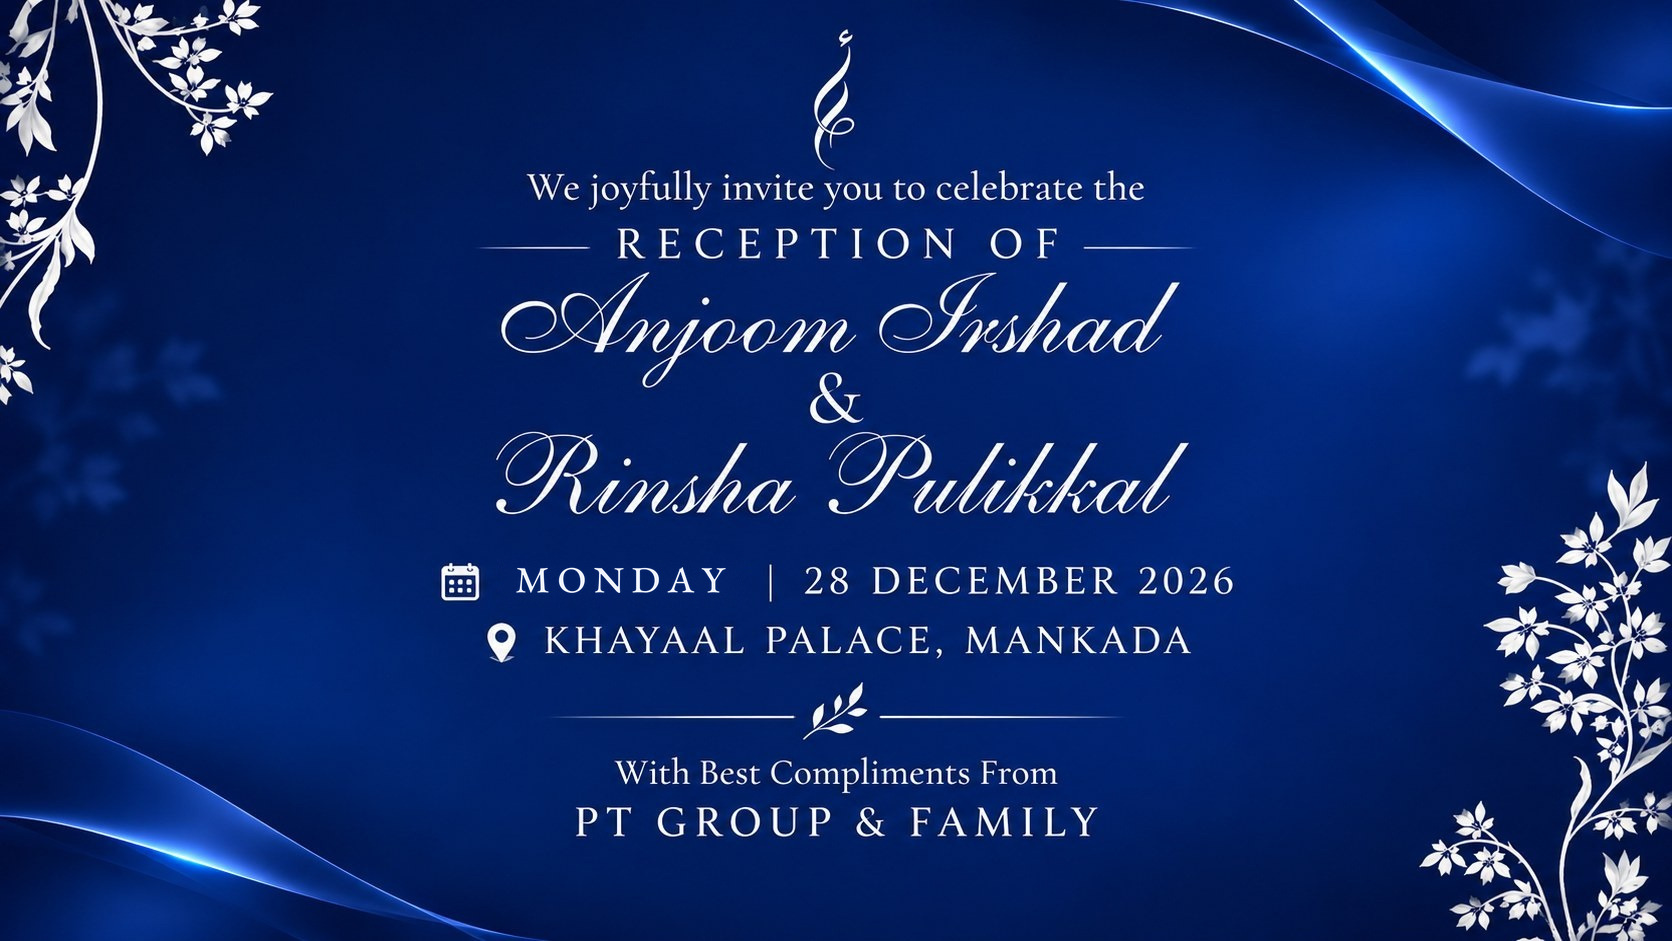 We joyfully invite you to celebrate the
RECEPTION OF
Anjoom Irshad
&
Rinsha Pulikkal
MONDAY | 28 DECEMBER 2026
KHAYAAL PALACE, MANKADA
With Best Compliments From
PT GROUP & FAMILY